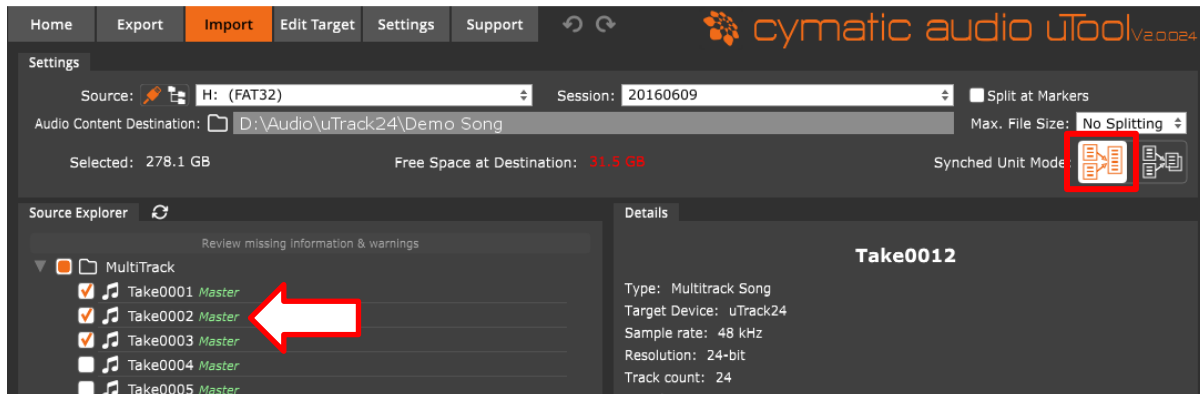 Home Export Import Edit Target Settings Support cymatic audio uTool V2.0.024
Settings
Source: H: (FAT32) Session: 20160609 Split at Markers
Audio Content Destination: D:\Audio\uTrack24\Demo Song Max. File Size: No Splitting
Selected: 278.1 GB Free Space at Destination: 31.5 GB Synched Unit Mode:
Source Explorer Details
Review missing information & warnings
Take0012
MultiTrack
Take0001 Master Type: Multitrack Song
Take0002 Master Target Device: uTrack24
Sample rate: 48 kHz
Take0003 Master Resolution: 24-bit
Take0004 Master Track count: 24
Take0005 Master